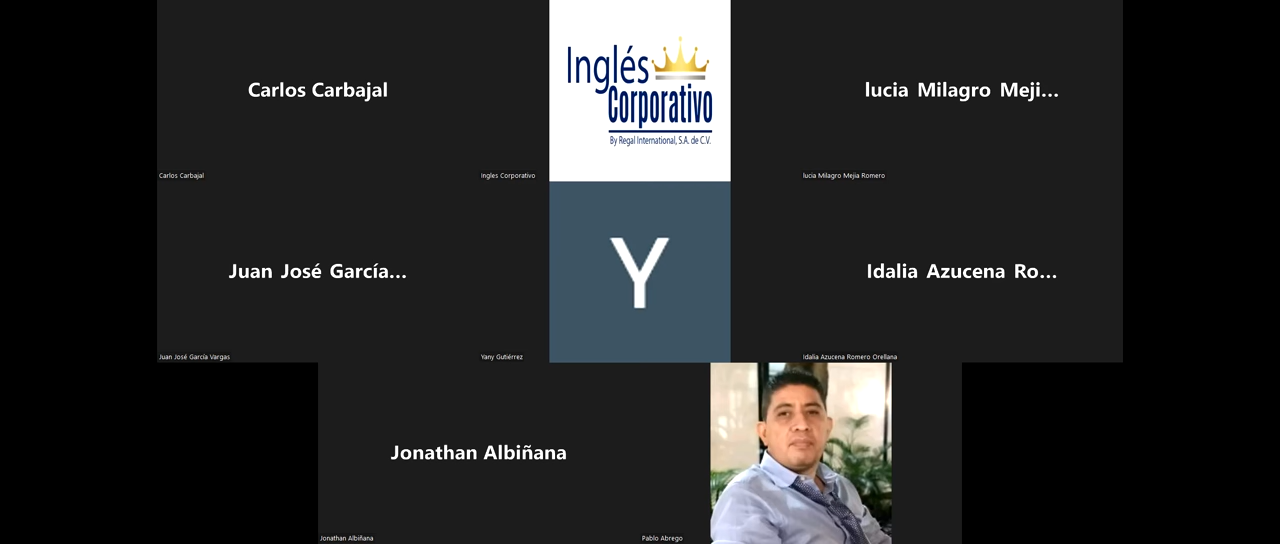 Carlos Carbajal
Carlos Carbajal
Inglés
Corporativo
By Regal International, S.A. de C.V.
Ingles Corporativo
lucia Milagro Meji...
lucia Milagro Mejia Romero
Juan José García...
Juan José García Vargas
Y
Yany Gutiérrez
Idalia Azucena Ro...
Idalia Azucena Romero Orellana
Jonathan Albiñana
Jonathan Albiñana
Pablo Abrego